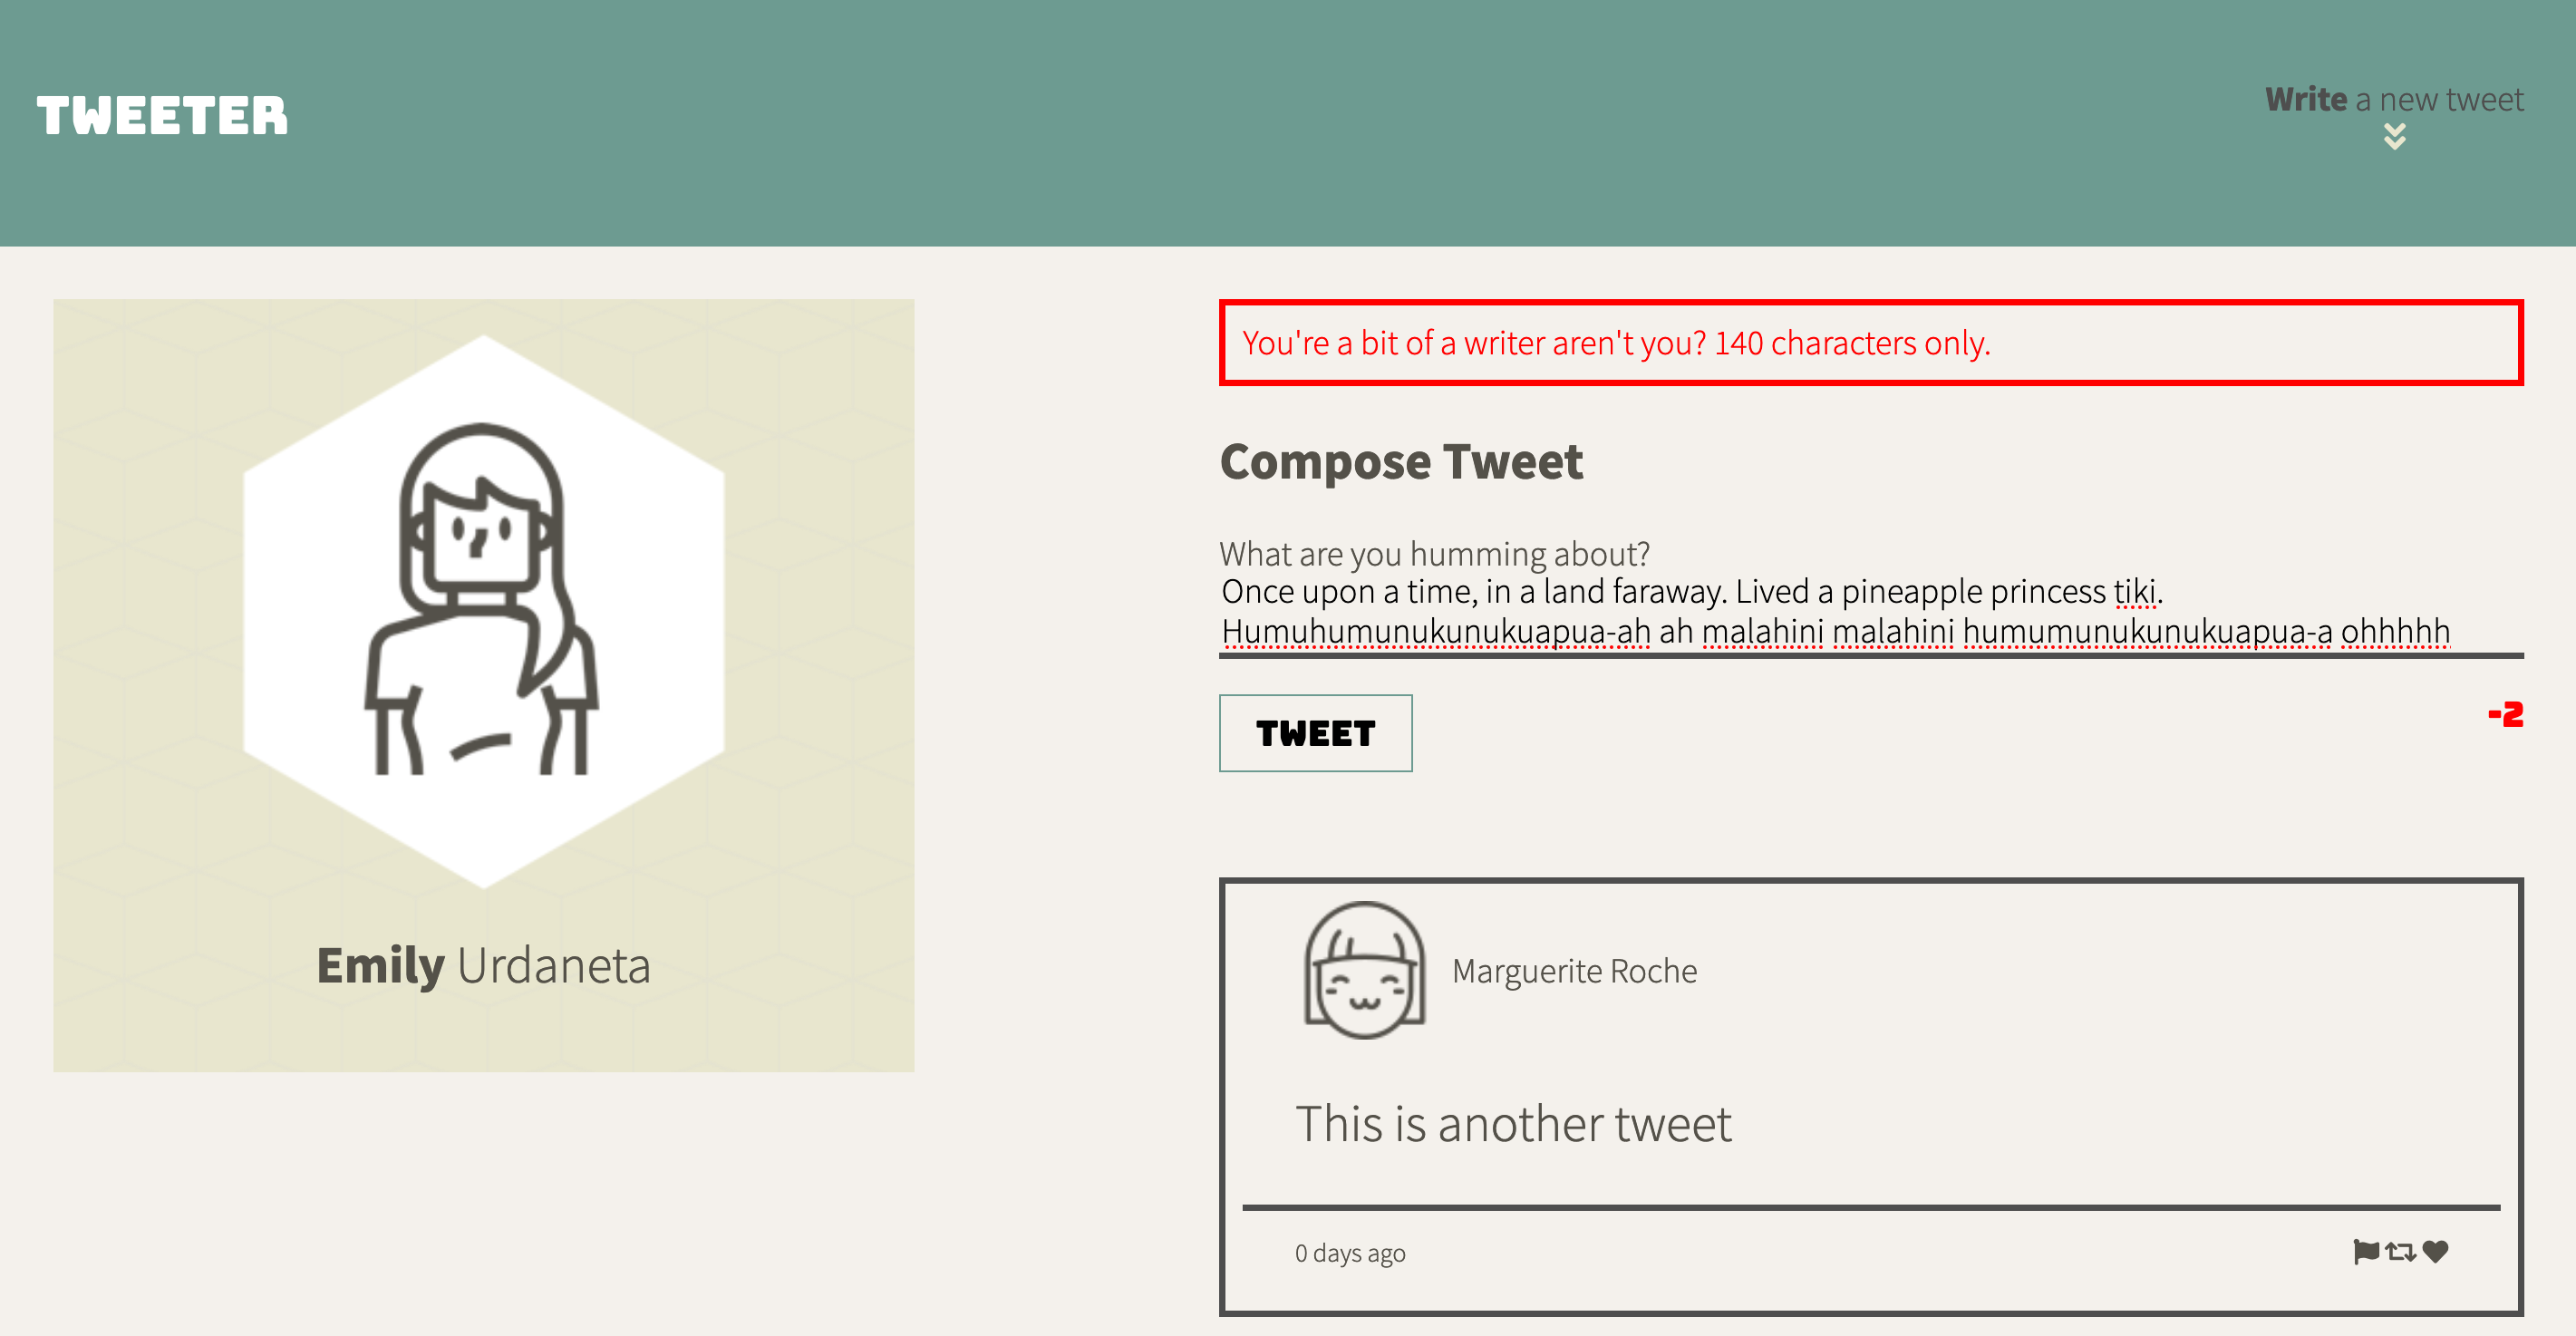 TWEETER
Write a new tweet
You're a bit of a writer aren't you? 140 characters only.
Compose Tweet
What are you humming about?
Once upon a time, in a land faraway. Lived a pineapple princess tiki.
Humuhumunukunukuapua-ah ah malahini malahini humumunukunukuapua-a ohhhhh
TWEET
-2
Emily Urdaneta
Marguerite Roche
This is another tweet
0 days ago